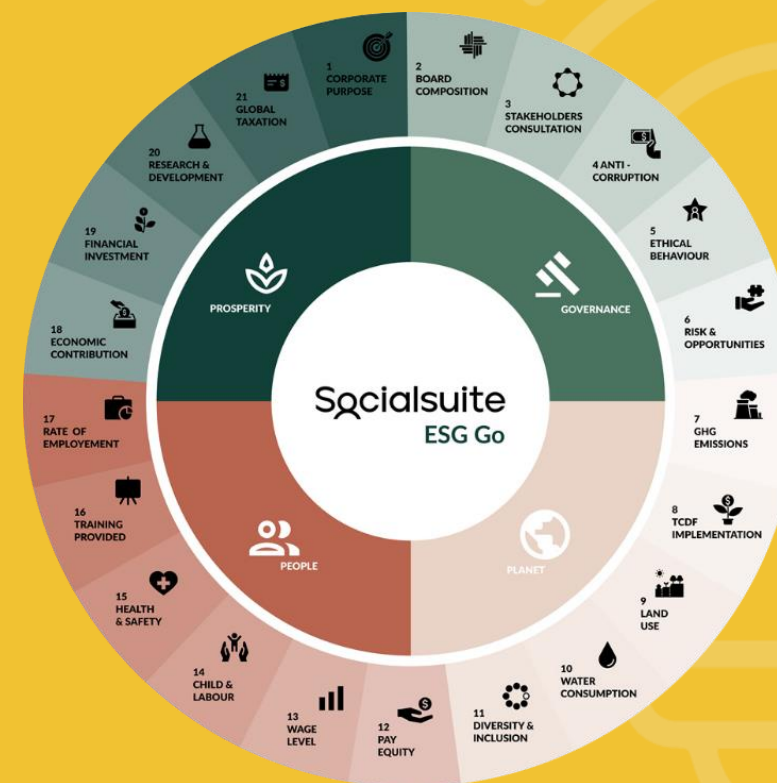 1
CORPORATE
PURPOSE
2
BOARD
COMPOSITION
3
STAKEHOLDERS
CONSULTATION
4 ANTI -
CORRUPTION
5
ETHICAL
BEHAVIOUR
6
RISK &
OPPORTUNITIES
7
GHG
EMISSIONS
8
TCDF
IMPLEMENTATION
9
LAND
USE
10
WATER
CONSUMPTION
11
DIVERSITY &
INCLUSION
12
PAY
EQUITY
13
WAGE
LEVEL
14
CHILD &
LABOUR
15
HEALTH
& SAFETY
16
TRAINING
PROVIDED
17
RATE OF
EMPLOYEMENT
18
ECONOMIC
CONTRIBUTION
19
FINANCIAL
INVESTMENT
20
RESEARCH &
DEVELOPMENT
21
GLOBAL
TAXATION
PROSPERITY
GOVERNANCE
Socialsuite
ESG Go
PEOPLE
PLANET